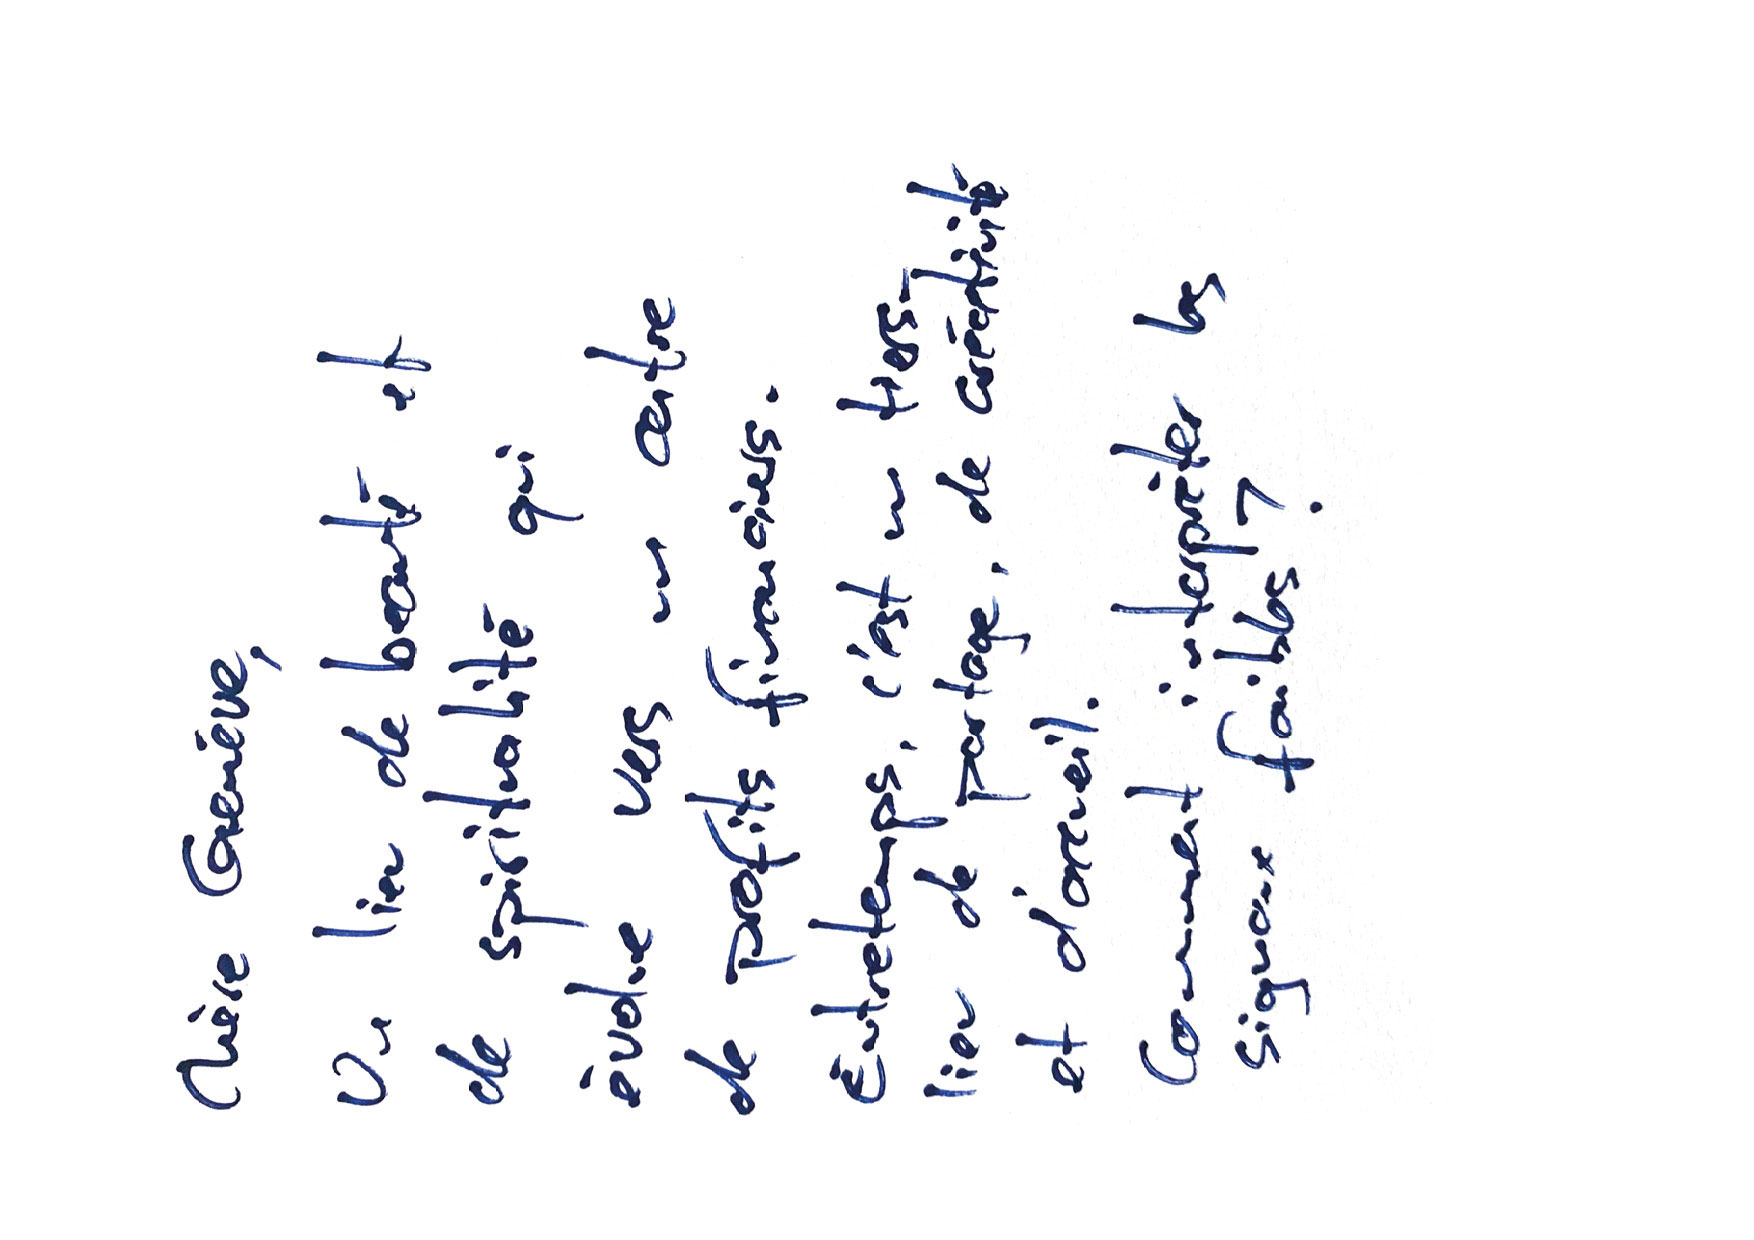 Mère Geneviève,
Un lieu de beauté et
de spiritualité qui
évolue vers un centre
de profits financiers.
Entretemps, c'est un tiers-
lieu de partage, de créativité
et d'accueil.
Comment interpréter les
signaux faibles ?